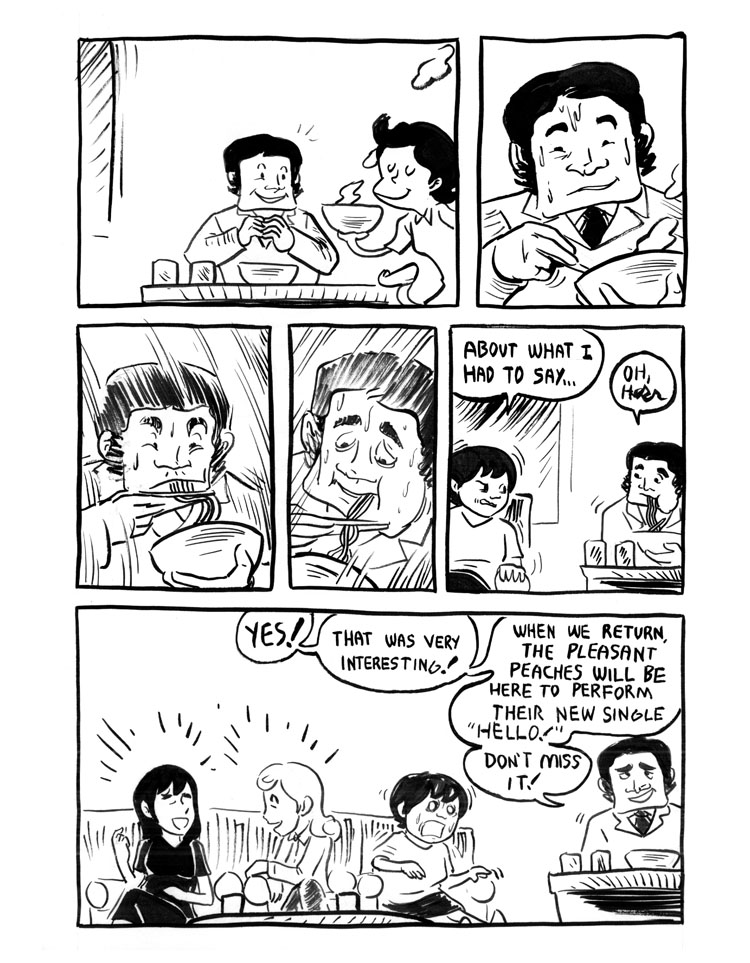 ABOUT WHAT I
HAD TO SAY...
OH,
YES!
THAT WAS VERY
INTERESTING!
WHEN WE RETURN,
THE PLEASANT
PEACHES WILL BE
HERE TO PERFORM
THEIR NEW SINGLE
"HELLO!"
DON'T MISS
IT!